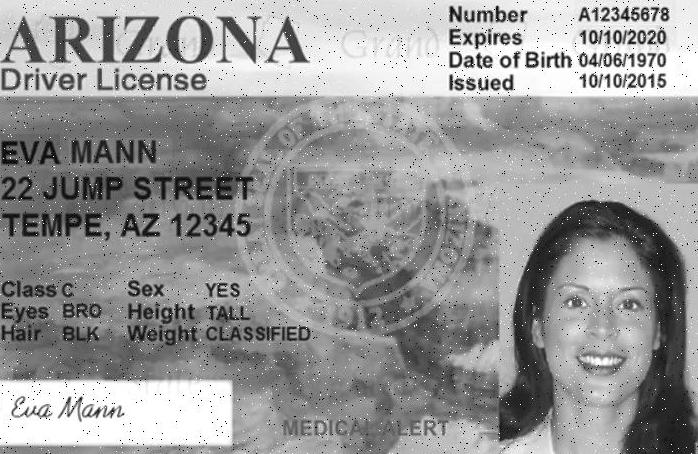 ARIZONA
Driver License
Number A12345678
Expires 10/10/2020
Date of Birth 04/06/1970
Issued 10/10/2015
EVA MANN
22 JUMP STREET
TEMPE, AZ 12345
Class C Sex YES
Eyes BRO Height TALL
Hair BLK Weight CLASSIFIED
Eva Mann
MEDICAL ALERT